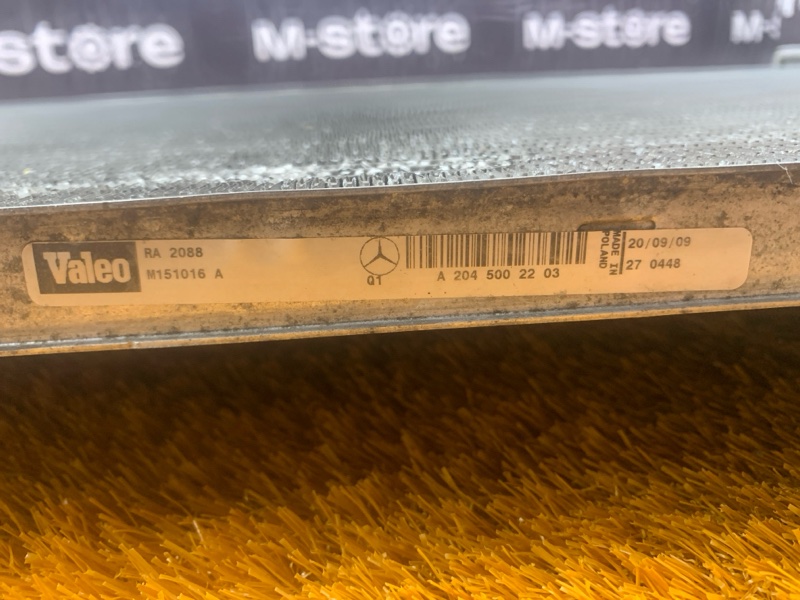 store
M-store
M-store
M-s
Valeo
RA 2088
M151016 A
Q1
A 204 500 22 03
MADE IN
POLAND
20/09/09
27 0448